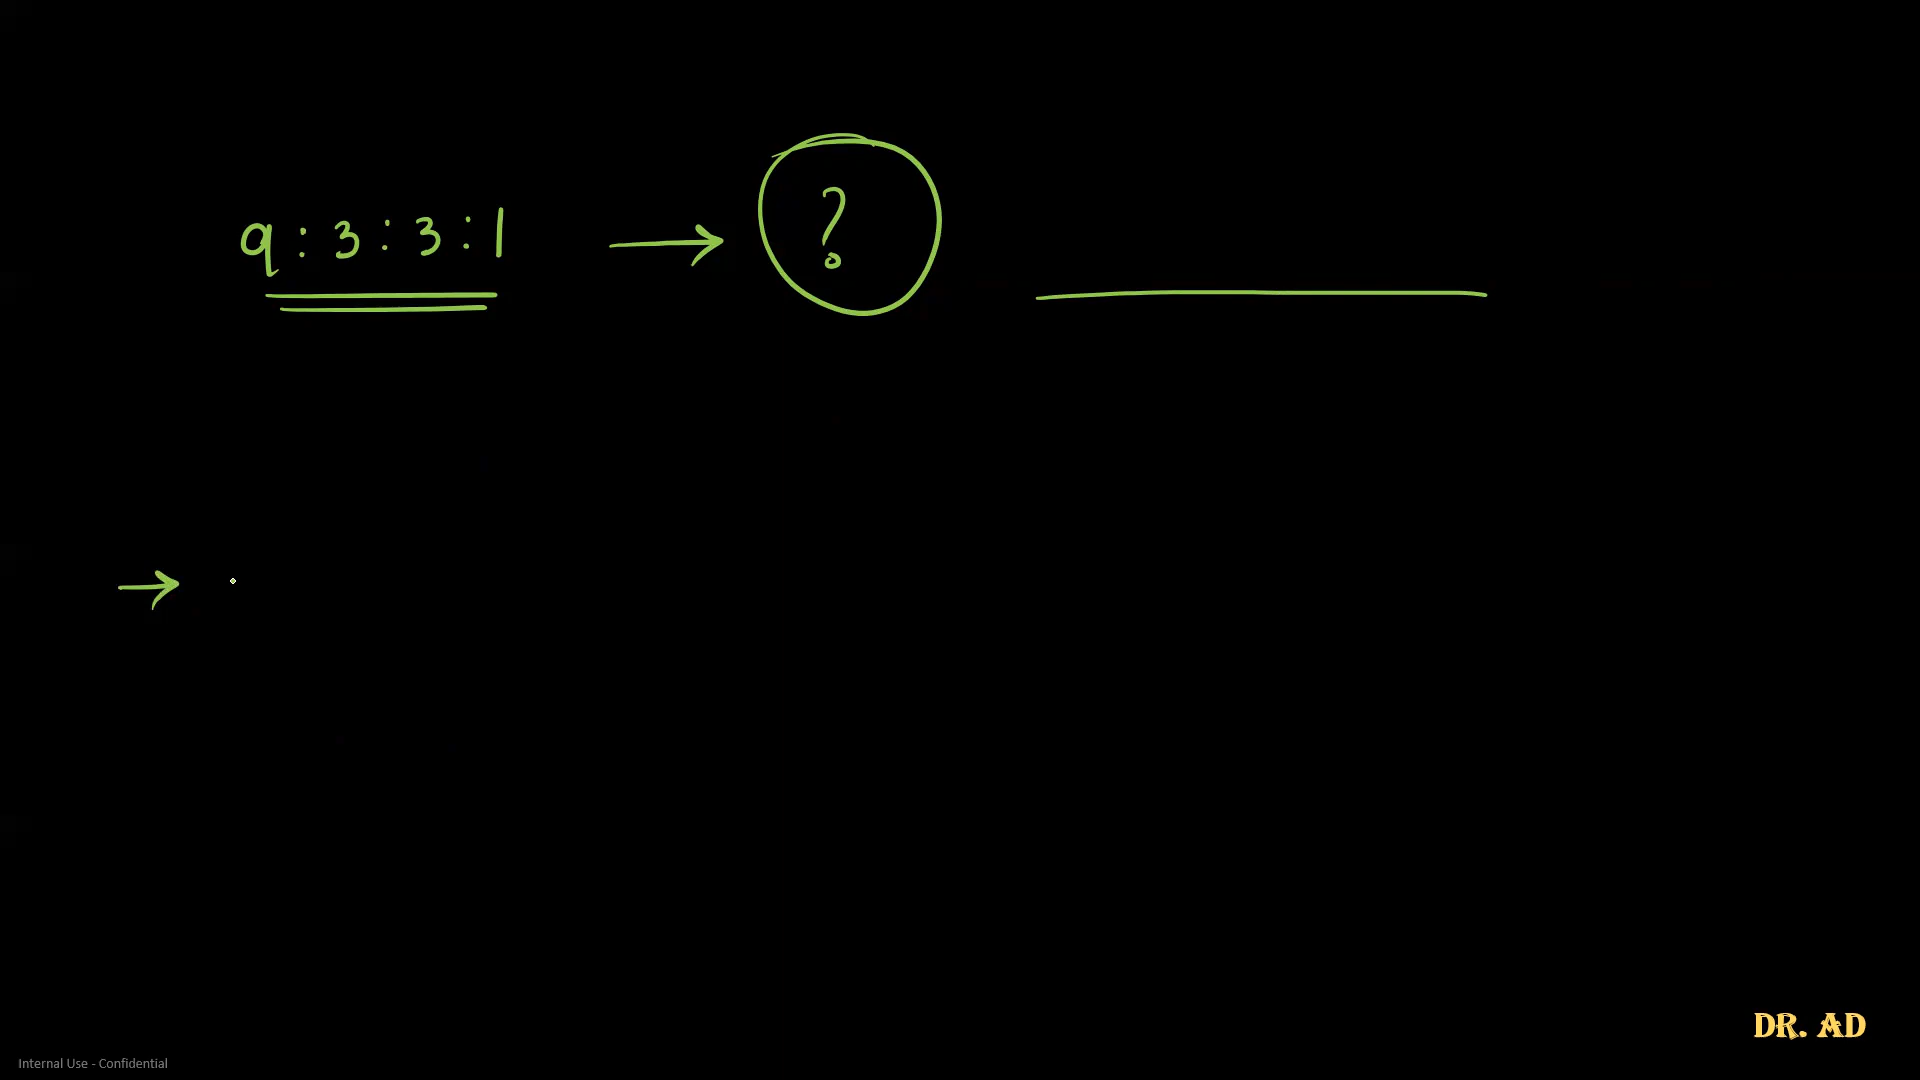 9:3:3:1 → ?
→
DR. AD
Internal Use - Confidential